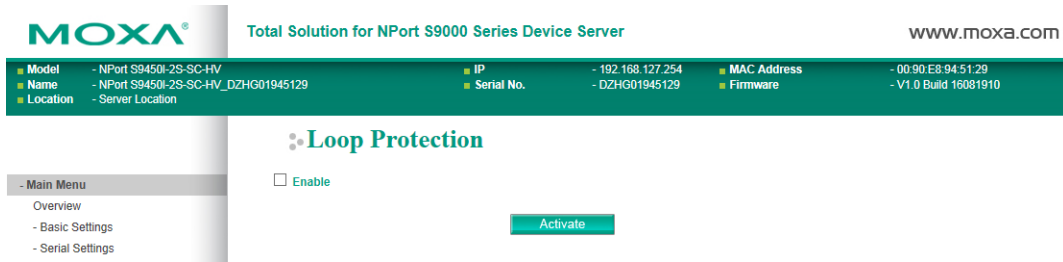 MOXA® Total Solution for NPort S9000 Series Device Server www.moxa.com
Model - NPort S9450I-2S-SC-HV IP - 192.168.127.254 MAC Address - 00:90:E8:94:51:29
Name - NPort S9450I-2S-SC-HV_DZHG01945129 Serial No. - DZHG01945129 Firmware - V1.0 Build 16081910
Location - Server Location
Loop Protection
Enable
Activate
- Main Menu
Overview
- Basic Settings
- Serial Settings